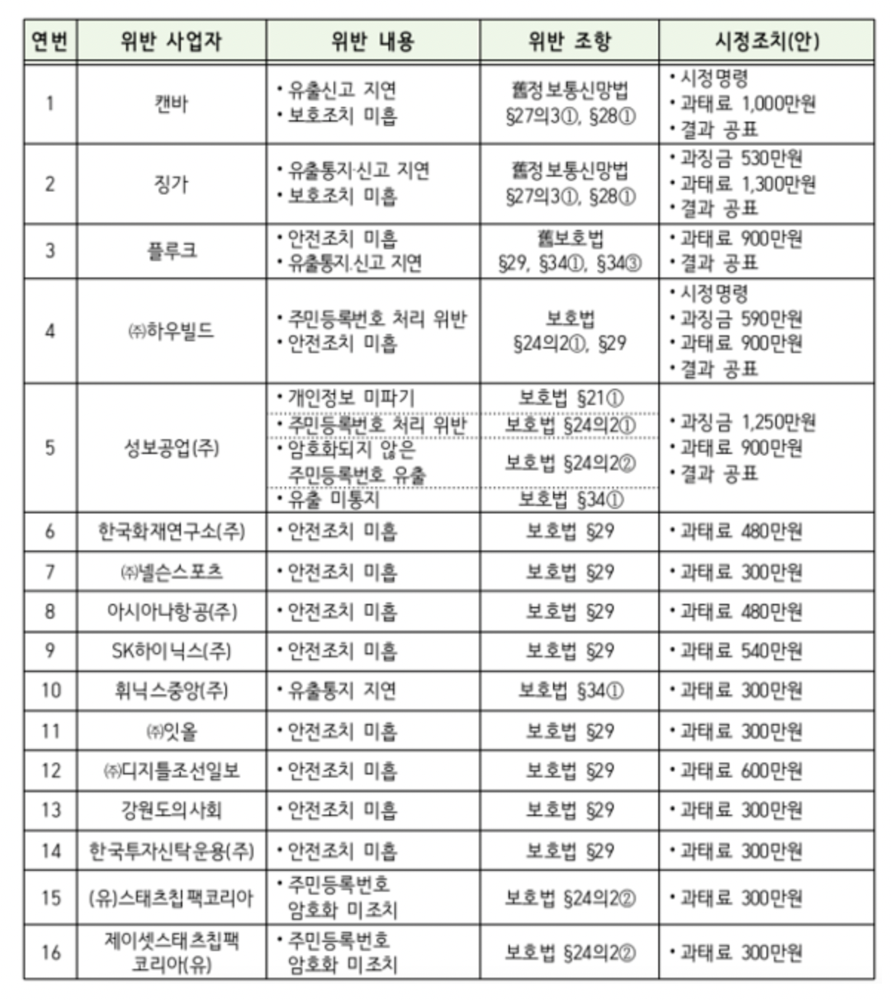 연번 위반 사업자 위반 내용 위반 조항 시정조치(안)
1 캔바 • 유출신고 지연 • 보호조치 미흡 舊정보통신망법 §27의3①, §28① • 시정명령 • 과태료 1,000만원 • 결과 공표
2 징가 • 유출통지·신고 지연 • 보호조치 미흡 舊정보통신망법 §27의3①, §28① • 과징금 530만원 • 과태료 1,300만원 • 결과 공표
3 플루크 • 안전조치 미흡 • 유출통지.신고 지연 舊보호법 §29, §34①, §34③ • 과태료 900만원 • 결과 공표
4 ㈜하우빌드 • 주민등록번호 처리 위반 • 안전조치 미흡 보호법 §24의2①, §29 • 시정명령 • 과징금 590만원 • 과태료 900만원 • 결과 공표
5 성보공업(주) • 개인정보 미파기 보호법 §21① • 주민등록번호 처리 위반 보호법 §24의2① • 암호화되지 않은 주민등록번호 유출 보호법 §24의2② • 유출 미통지 보호법 §34① • 과징금 1,250만원 • 과태료 900만원 • 결과 공표
6 한국화재연구소(주) • 안전조치 미흡 보호법 §29 • 과태료 480만원
7 ㈜넬슨스포츠 • 안전조치 미흡 보호법 §29 • 과태료 300만원
8 아시아나항공(주) • 안전조치 미흡 보호법 §29 • 과태료 480만원
9 SK하이닉스(주) • 안전조치 미흡 보호법 §29 • 과태료 540만원
10 휘닉스중앙(주) • 유출통지 지연 보호법 §34① • 과태료 300만원
11 ㈜잇올 • 안전조치 미흡 보호법 §29 • 과태료 300만원
12 ㈜디지틀조선일보 • 안전조치 미흡 보호법 §29 • 과태료 600만원
13 강원도의사회 • 안전조치 미흡 보호법 §29 • 과태료 300만원
14 한국투자신탁운용(주) • 안전조치 미흡 보호법 §29 • 과태료 300만원
15 (유)스태츠칩팩코리아 • 주민등록번호 암호화 미조치 보호법 §24의2② • 과태료 300만원
16 제이셋스태츠칩팩 코리아(유) • 주민등록번호 암호화 미조치 보호법 §24의2② • 과태료 300만원